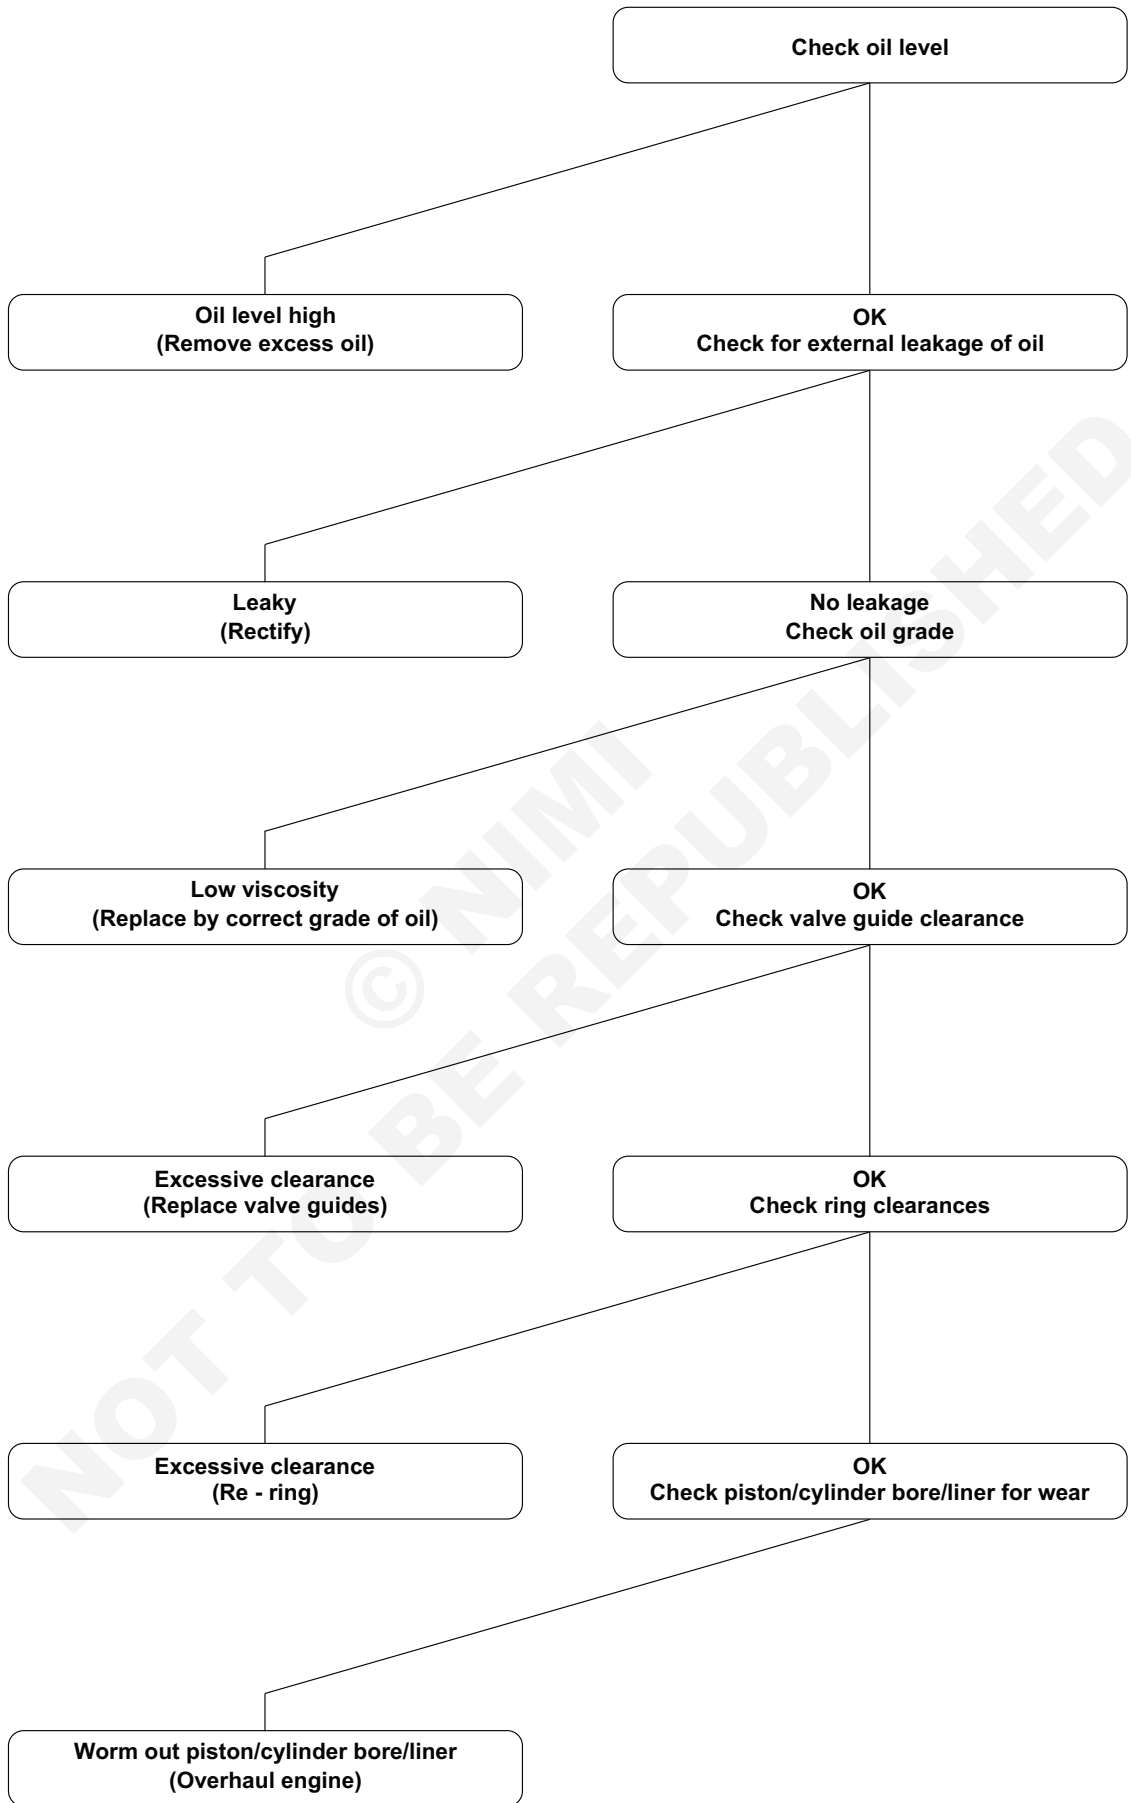 Check oil level
Oil level high
(Remove excess oil)
OK
Check for external leakage of oil
Leaky
(Rectify)
No leakage
Check oil grade
Low viscosity
(Replace by correct grade of oil)
OK
Check valve guide clearance
Excessive clearance
(Replace valve guides)
OK
Check ring clearances
Excessive clearance
(Re - ring)
OK
Check piston/cylinder bore/liner for wear
Worm out piston/cylinder bore/liner
(Overhaul engine)
© NIMI
NOT TO BE REPUBLISHED